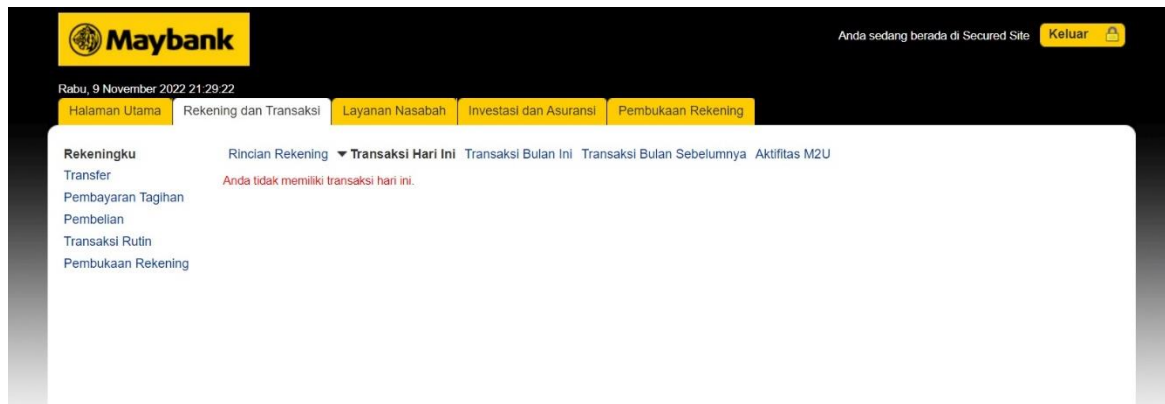 Maybank
Anda sedang berada di Secured Site Keluar
Rabu, 9 November 2022 21:29:22
Halaman Utama Rekening dan Transaksi Layanan Nasabah Investasi dan Asuransi Pembukaan Rekening
Rekeningku Rincian Rekening Transaksi Hari Ini Transaksi Bulan Ini Transaksi Bulan Sebelumnya Aktifitas M2U
Transfer Anda tidak memiliki transaksi hari ini.
Pembayaran Tagihan
Pembelian
Transaksi Rutin
Pembukaan Rekening